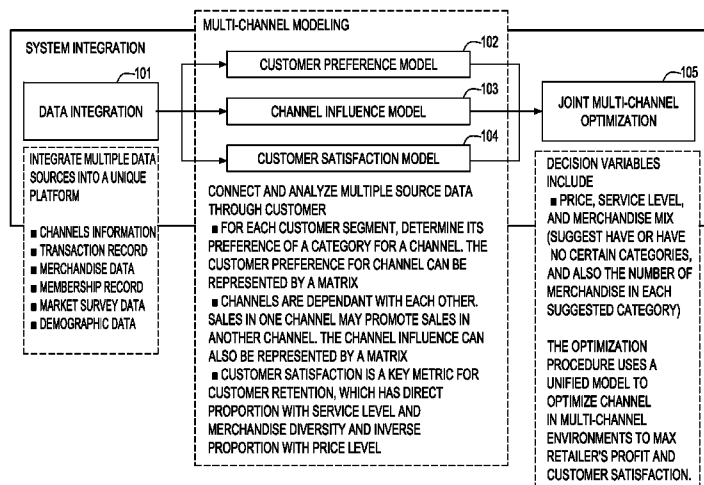 SYSTEM INTEGRATION
101
DATA INTEGRATION
INTEGRATE MULTIPLE DATA
SOURCES INTO A UNIQUE
PLATFORM
■ CHANNELS INFORMATION
■ TRANSACTION RECORD
■ MERCHANDISE DATA
■ MEMBERSHIP RECORD
■ MARKET SURVEY DATA
■ DEMOGRAPHIC DATA
MULTI-CHANNEL MODELING
102
CUSTOMER PREFERENCE MODEL
103
CHANNEL INFLUENCE MODEL
104
CUSTOMER SATISFACTION MODEL
CONNECT AND ANALYZE MULTIPLE SOURCE DATA
THROUGH CUSTOMER
■ FOR EACH CUSTOMER SEGMENT, DETERMINE ITS
PREFERENCE OF A CATEGORY FOR A CHANNEL. THE
CUSTOMER PREFERENCE FOR CHANNEL CAN BE
REPRESENTED BY A MATRIX
■ CHANNELS ARE DEPENDANT WITH EACH OTHER.
SALES IN ONE CHANNEL MAY PROMOTE SALES IN
ANOTHER CHANNEL. THE CHANNEL INFLUENCE CAN
ALSO BE REPRESENTED BY A MATRIX
■ CUSTOMER SATISFACTION IS A KEY METRIC FOR
CUSTOMER RETENTION, WHICH HAS DIRECT
PROPORTION WITH SERVICE LEVEL AND
MERCHANDISE DIVERSITY AND INVERSE
PROPORTION WITH PRICE LEVEL
105
JOINT MULTI-CHANNEL
OPTIMIZATION
DECISION VARIABLES
INCLUDE
■ PRICE, SERVICE LEVEL,
AND MERCHANDISE MIX
(SUGGEST HAVE OR HAVE
NO CERTAIN CATEGORIES,
AND ALSO THE NUMBER OF
MERCHANDISE IN EACH
SUGGESTED CATEGORY)
THE OPTIMIZATION
PROCEDURE USES A
UNIFIED MODEL TO
OPTIMIZE CHANNEL
IN MULTI-CHANNEL
ENVIRONMENTS TO MAX
RETAILER'S PROFIT AND
CUSTOMER SATISFACTION.